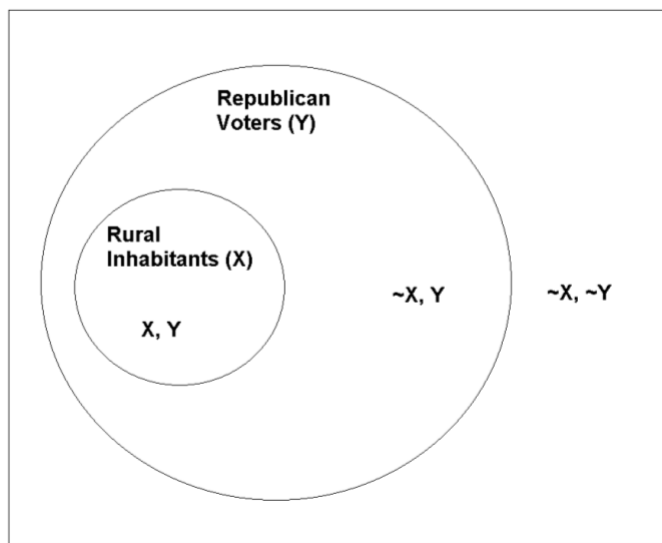 Republican
Voters (Y)
Rural
Inhabitants (X)
~X, Y
~X, ~Y
X, Y